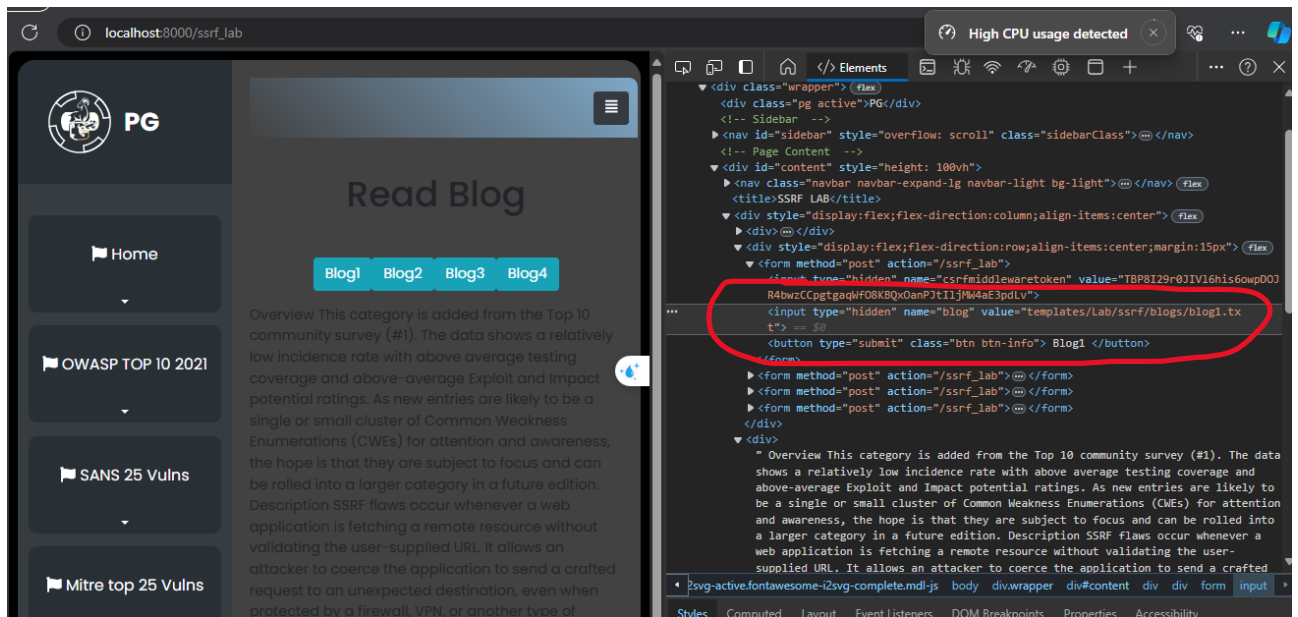 localhost:8000/ssrf_lab
High CPU usage detected
PG
Home
OWASP TOP 10 2021
SANS 25 Vulns
Mitre top 25 Vulns
Read Blog
Blog1 Blog2 Blog3 Blog4
Overview This category is added from the Top 10
community survey (#1). The data shows a relatively
low incidence rate with above average testing
coverage and above-average Exploit and Impact
potential ratings. As new entries are likely to be a
single or small cluster of Common Weakness
Enumerations (CWEs) for attention and awareness,
the hope is that they are subject to focus and can
be rolled into a larger category in a future edition.
Description SSRF flaws occur whenever a web
application is fetching a remote resource without
validating the user-supplied URL. It allows an
attacker to coerce the application to send a crafted
request to an unexpected destination, even when
protected by a firewall, VPN, or another type of
</> Elements
<div class="wrapper"> flex
<div class="pg active">PG</div>
<!-- Sidebar -->
<nav id="sidebar" style="overflow: scroll" class="sidebarClass"> … </nav>
<!-- Page Content -->
<div id="content" style="height: 100vh">
<nav class="navbar navbar-expand-lg navbar-light bg-light"> … </nav> flex
<title>SSRF LAB</title>
<div style="display:flex;flex-direction:column;align-items:center"> flex
<div> … </div>
<div style="display:flex;flex-direction:row;align-items:center;margin:15px"> flex
<form method="post" action="/ssrf_lab">
<input type="hidden" name="csrfmiddlewaretoken" value="
<input type="hidden" name="blog" value="templates/Lab/ssrf/blogs/blog1.tx
t"> == $0
<button type="submit" class="btn btn-info"> Blog1 </button>
</form>
<form method="post" action="/ssrf_lab"> … </form>
<form method="post" action="/ssrf_lab"> … </form>
<form method="post" action="/ssrf_lab"> … </form>
</div>
<div>
" Overview This category is added from the Top 10 community survey (#1). The data
shows a relatively low incidence rate with above average testing coverage and
above-average Exploit and Impact potential ratings. As new entries are likely to
be a single or small cluster of Common Weakness Enumerations (CWEs) for attention
and awareness, the hope is that they are subject to focus and can be rolled into
a larger category in a future edition. Description SSRF flaws occur whenever a
web application is fetching a remote resource without validating the user-
supplied URL. It allows an attacker to coerce the application to send a crafted
2svg-active.fontawesome-i2svg-complete.mdl-js body div.wrapper div#content div div form input
Styles Computed Layout Event Listeners DOM Breakpoints Properties Accessibility